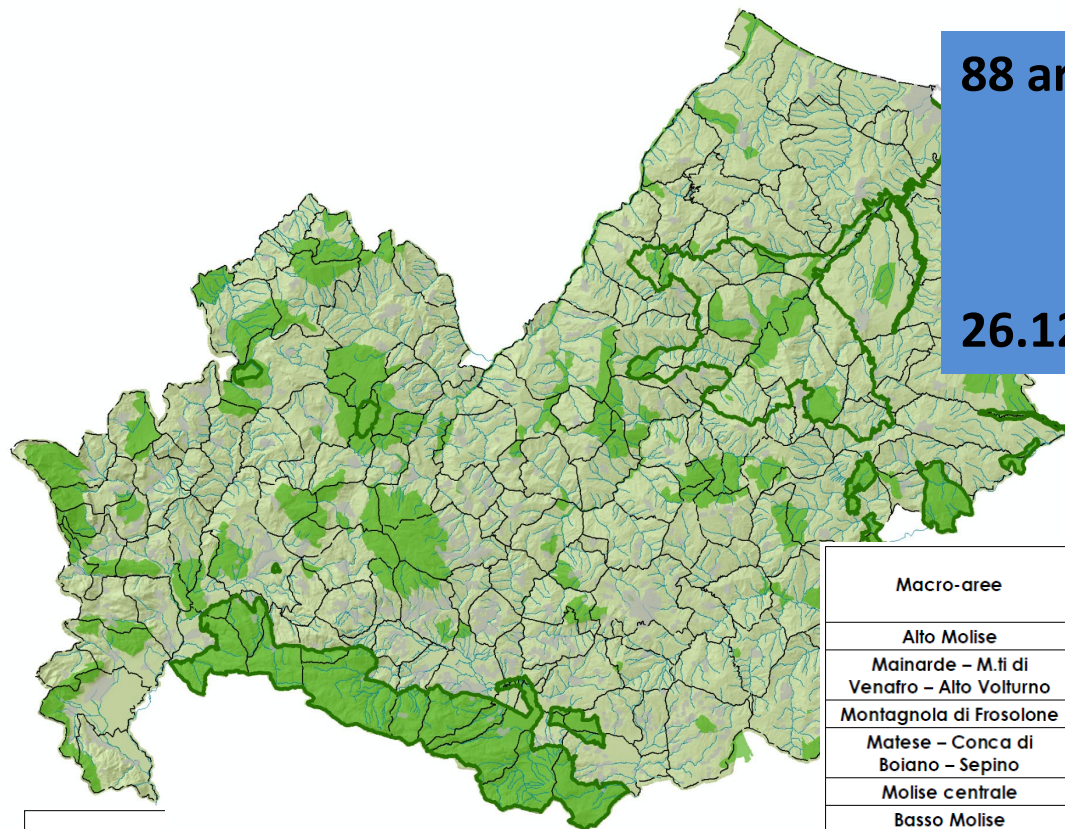 88 ar
26.12
Macro-aree
Alto Molise
Mainarde – M.ti di
Venafro – Alto Volturno
Montagnola di Frosolone
Matese – Conca di
Boiano – Sepino
Molise centrale
Basso Molise